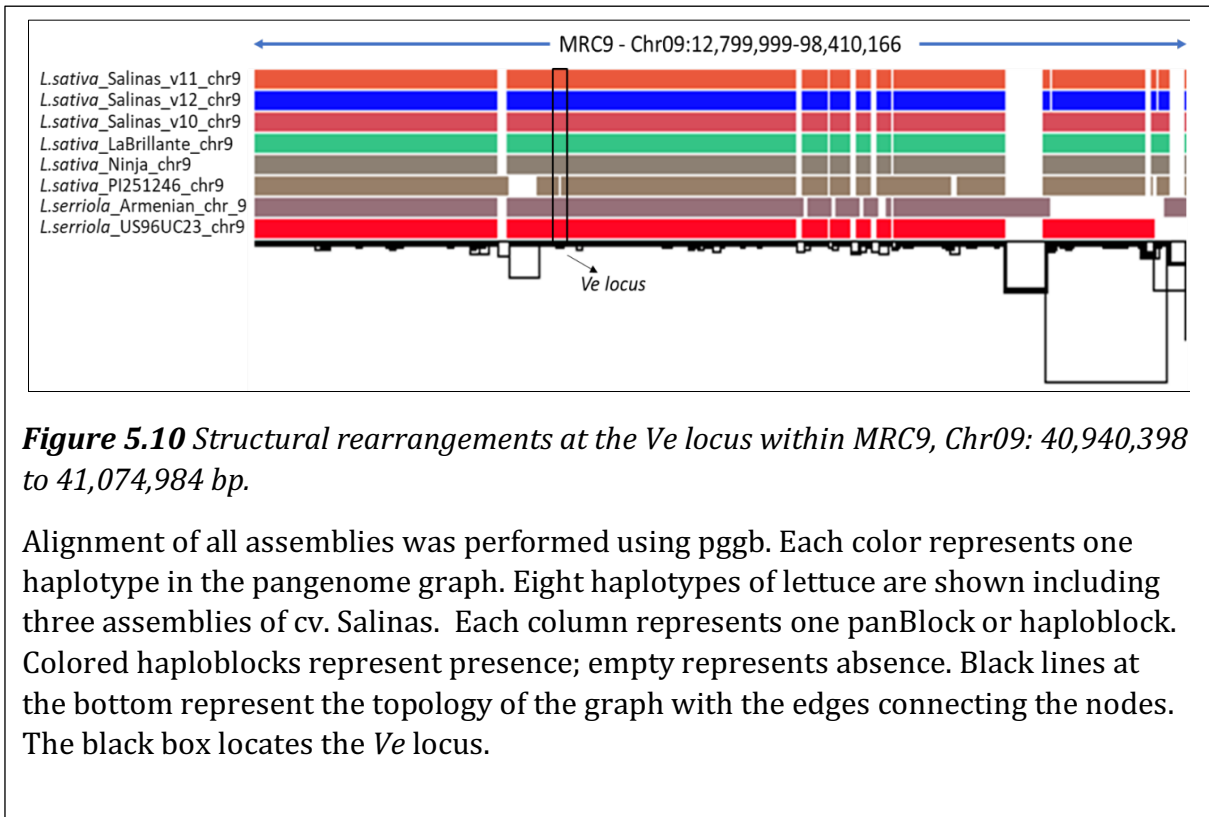 MRC9 - Chr09:12,799,999-98,410,166
L.sativa_Salinas_v11_chr9
L.sativa_Salinas_v12_chr9
L.sativa_Salinas_v10_chr9
L.sativa_LaBrillante_chr9
L.sativa_Ninja_chr9
L.sativa_PI251246_chr9
L.serriola_Armenian_chr_9
L.serriola_US96UC23_chr9
Ve locus
Figure 5.10 Structural rearrangements at the Ve locus within MRC9, Chr09: 40,940,398
to 41,074,984 bp.
Alignment of all assemblies was performed using pggb. Each color represents one
haplotype in the pangenome graph. Eight haplotypes of lettuce are shown including
three assemblies of cv. Salinas. Each column represents one panBlock or haploblock.
Colored haploblocks represent presence; empty represents absence. Black lines at
the bottom represent the topology of the graph with the edges connecting the nodes.
The black box locates the Ve locus.